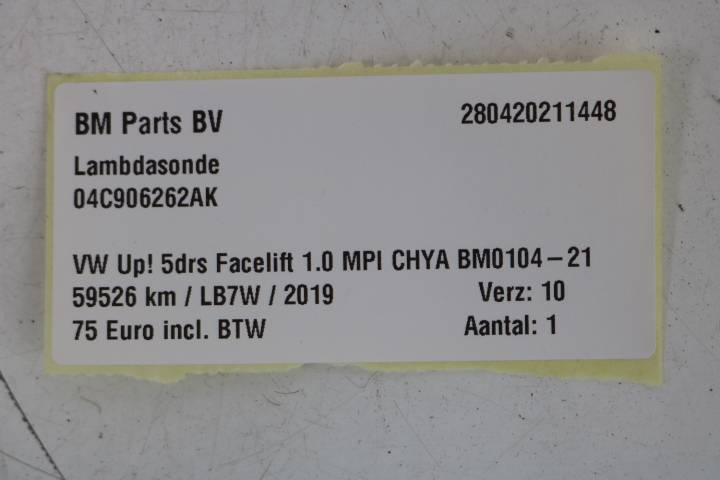 BM Parts BV 280420211448
Lambdasonde
04C906262AK
VW Up! 5drs Facelift 1.0 MPI CHYA BM0104-21
59526 km / LB7W / 2019 Verz: 10
75 Euro incl. BTW Aantal: 1